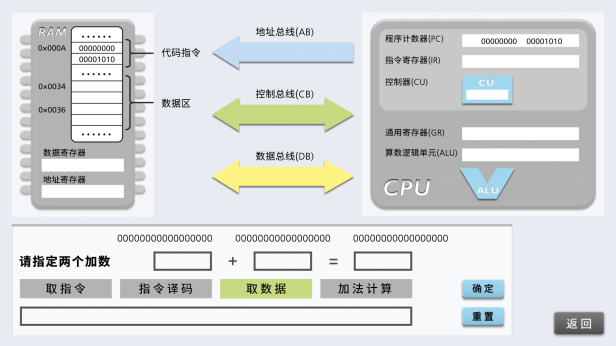 RAM
......
0×000A
00000000
00001010
......
代码指令
0×0034
数据区
0×0036
......
数据寄存器
地址寄存器
地址总线(AB)
控制总线(CB)
数据总线(DB)
程序计数器(PC)
00000000 00001010
指令寄存器(IR)
控制器(CU)
CU
通用寄存器(GR)
算数逻辑单元(ALU)
CPU
ALU
0000000000000000 0000000000000000 0000000000000000
请指定两个加数 + =
取指令 指令译码 取数据 加法计算
确定
重置
返回